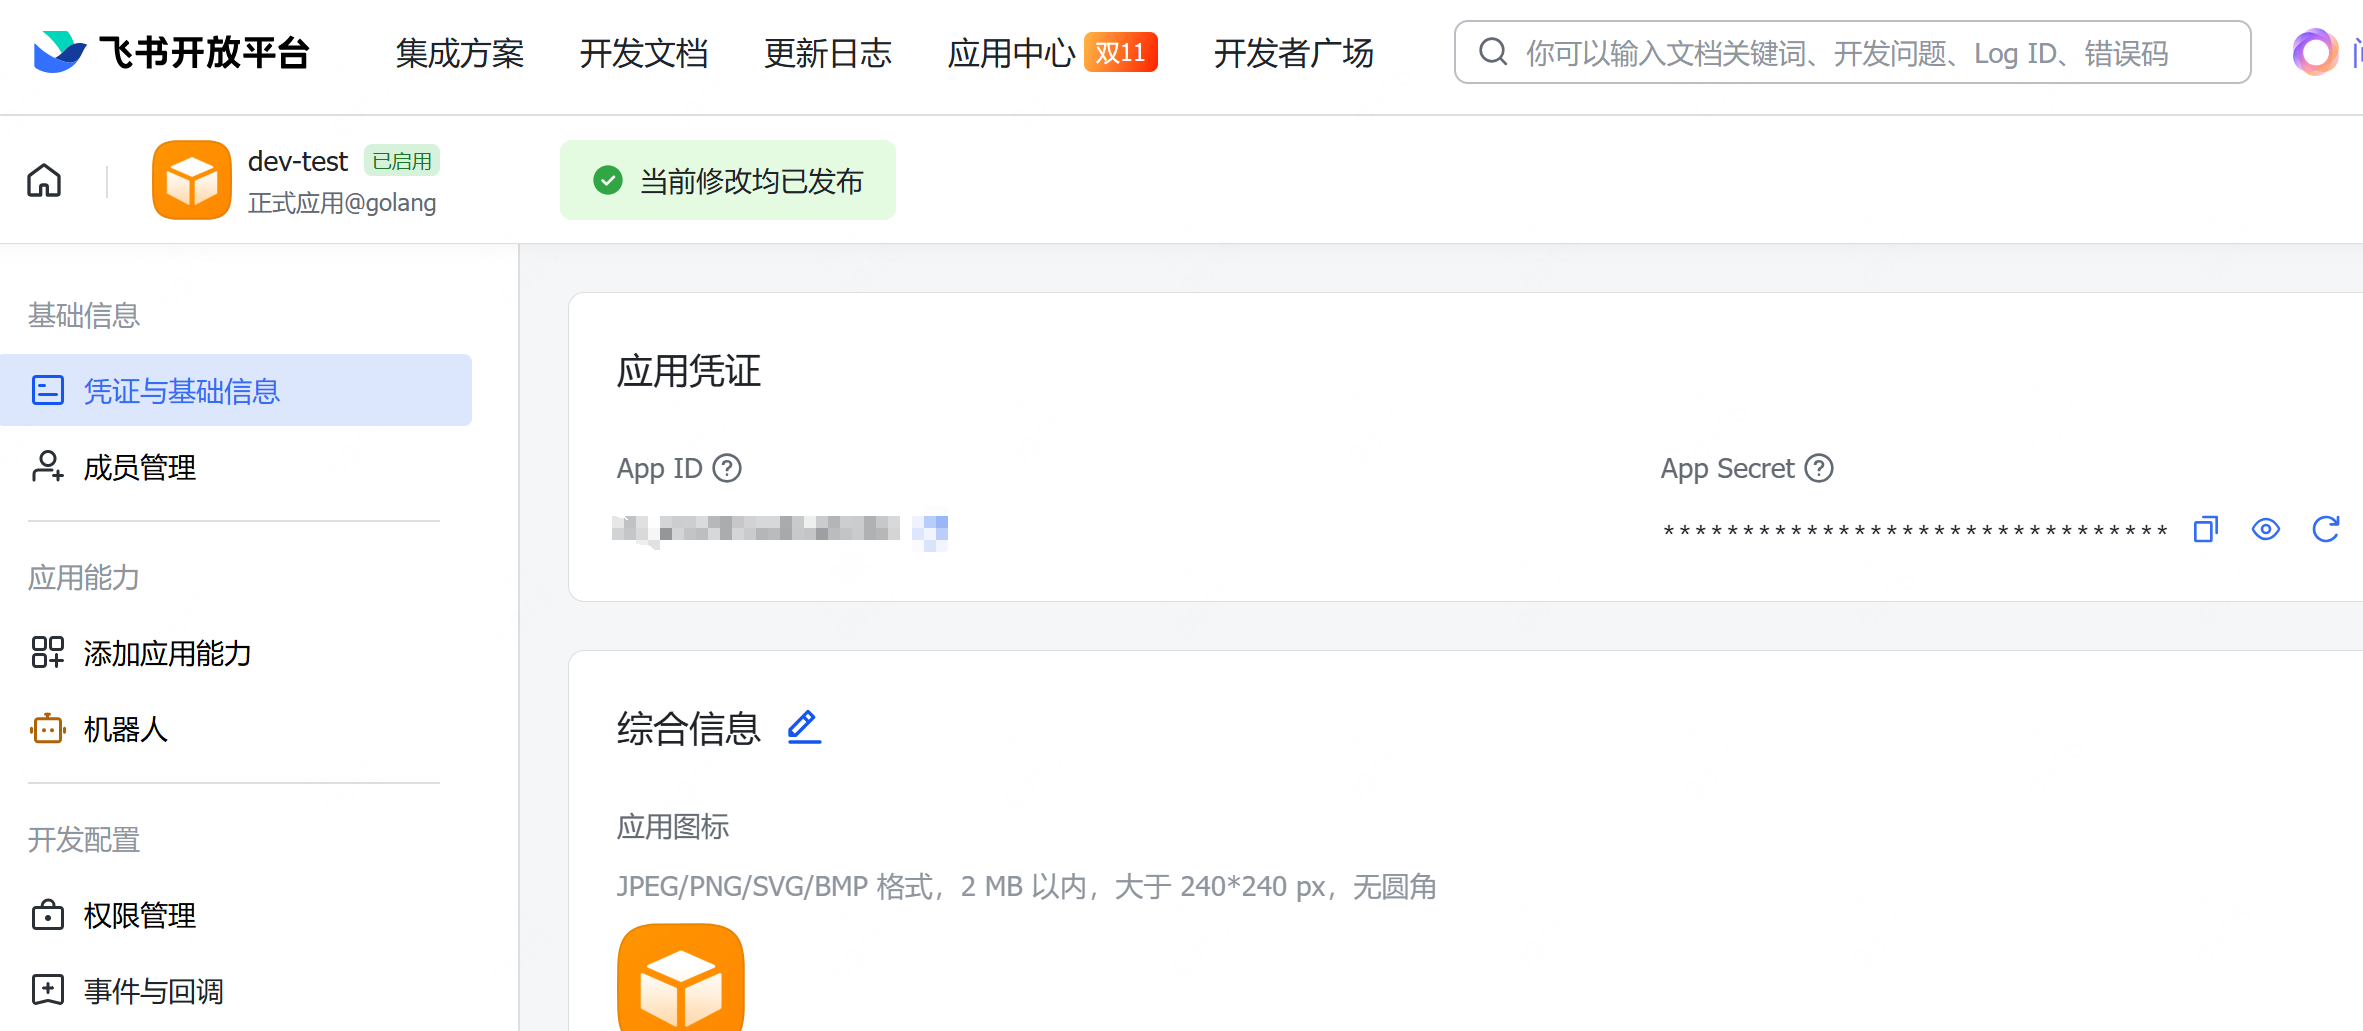 飞书开放平台
集成方案
开发文档
更新日志
应用中心 双11
开发者广场
你可以输入文档关键词、开发问题、Log ID、错误码
dev-test 已启用
正式应用@golang
当前修改均已发布
基础信息
凭证与基础信息
成员管理
应用能力
添加应用能力
机器人
开发配置
权限管理
事件与回调
应用凭证
App ID
App Secret
********************************
综合信息
应用图标
JPEG/PNG/SVG/BMP 格式，2 MB 以内，大于 240*240 px，无圆角